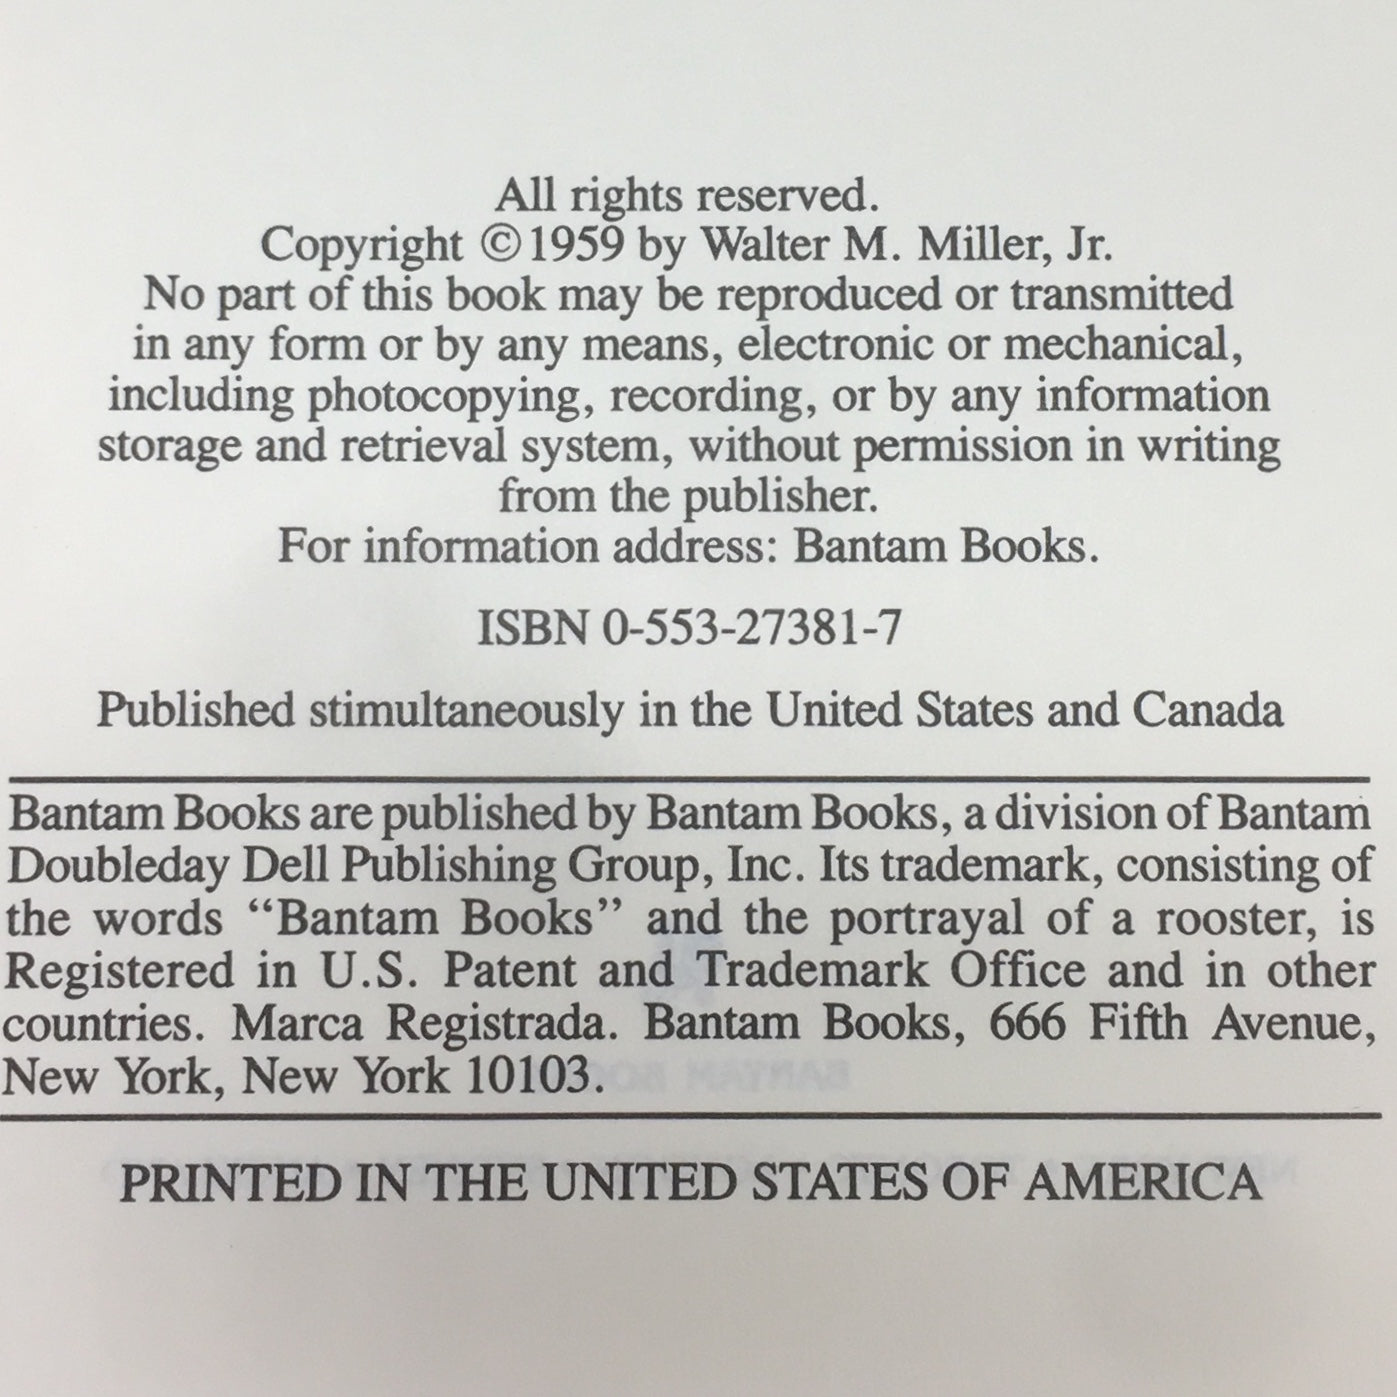 All rights reserved.
Copyright © 1959 by Walter M. Miller, Jr.
No part of this book may be reproduced or transmitted
in any form or by any means, electronic or mechanical,
including photocopying, recording, or by any information
storage and retrieval system, without permission in writing
from the publisher.
For information address: Bantam Books.
ISBN 0-553-27381-7
Published stimultaneously in the United States and Canada
Bantam Books are published by Bantam Books, a division of Bantam
Doubleday Dell Publishing Group, Inc. Its trademark, consisting of
the words “Bantam Books” and the portrayal of a rooster, is
Registered in U.S. Patent and Trademark Office and in other
countries. Marca Registrada. Bantam Books, 666 Fifth Avenue,
New York, New York 10103.
PRINTED IN THE UNITED STATES OF AMERICA